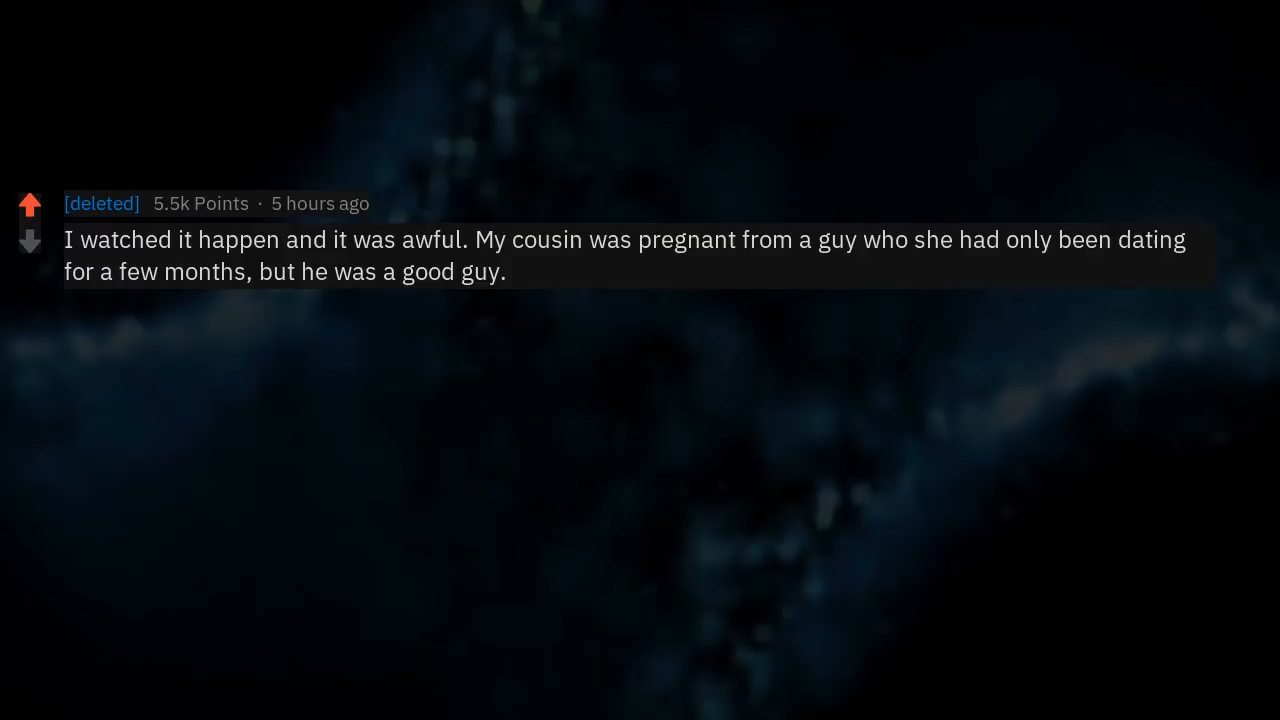 [deleted] 5.5k Points · 5 hours ago
I watched it happen and it was awful. My cousin was pregnant from a guy who she had only been dating
for a few months, but he was a good guy.